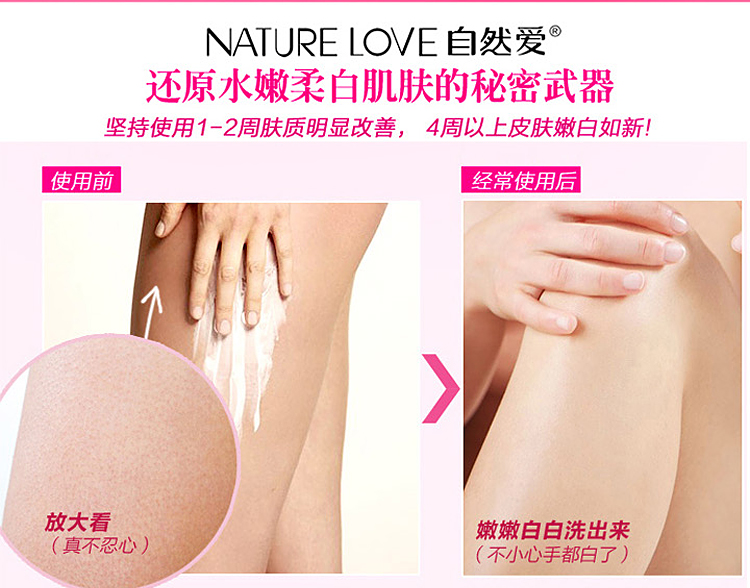 NATURE LOVE 自然爱®
还原水嫩柔白肌肤的秘密武器
坚持使用1-2周肤质明显改善， 4周以上皮肤嫩白如新!
使用前
经常使用后
放大看
（真不忍心）
嫩嫩白白洗出来
（不小心手都白了）